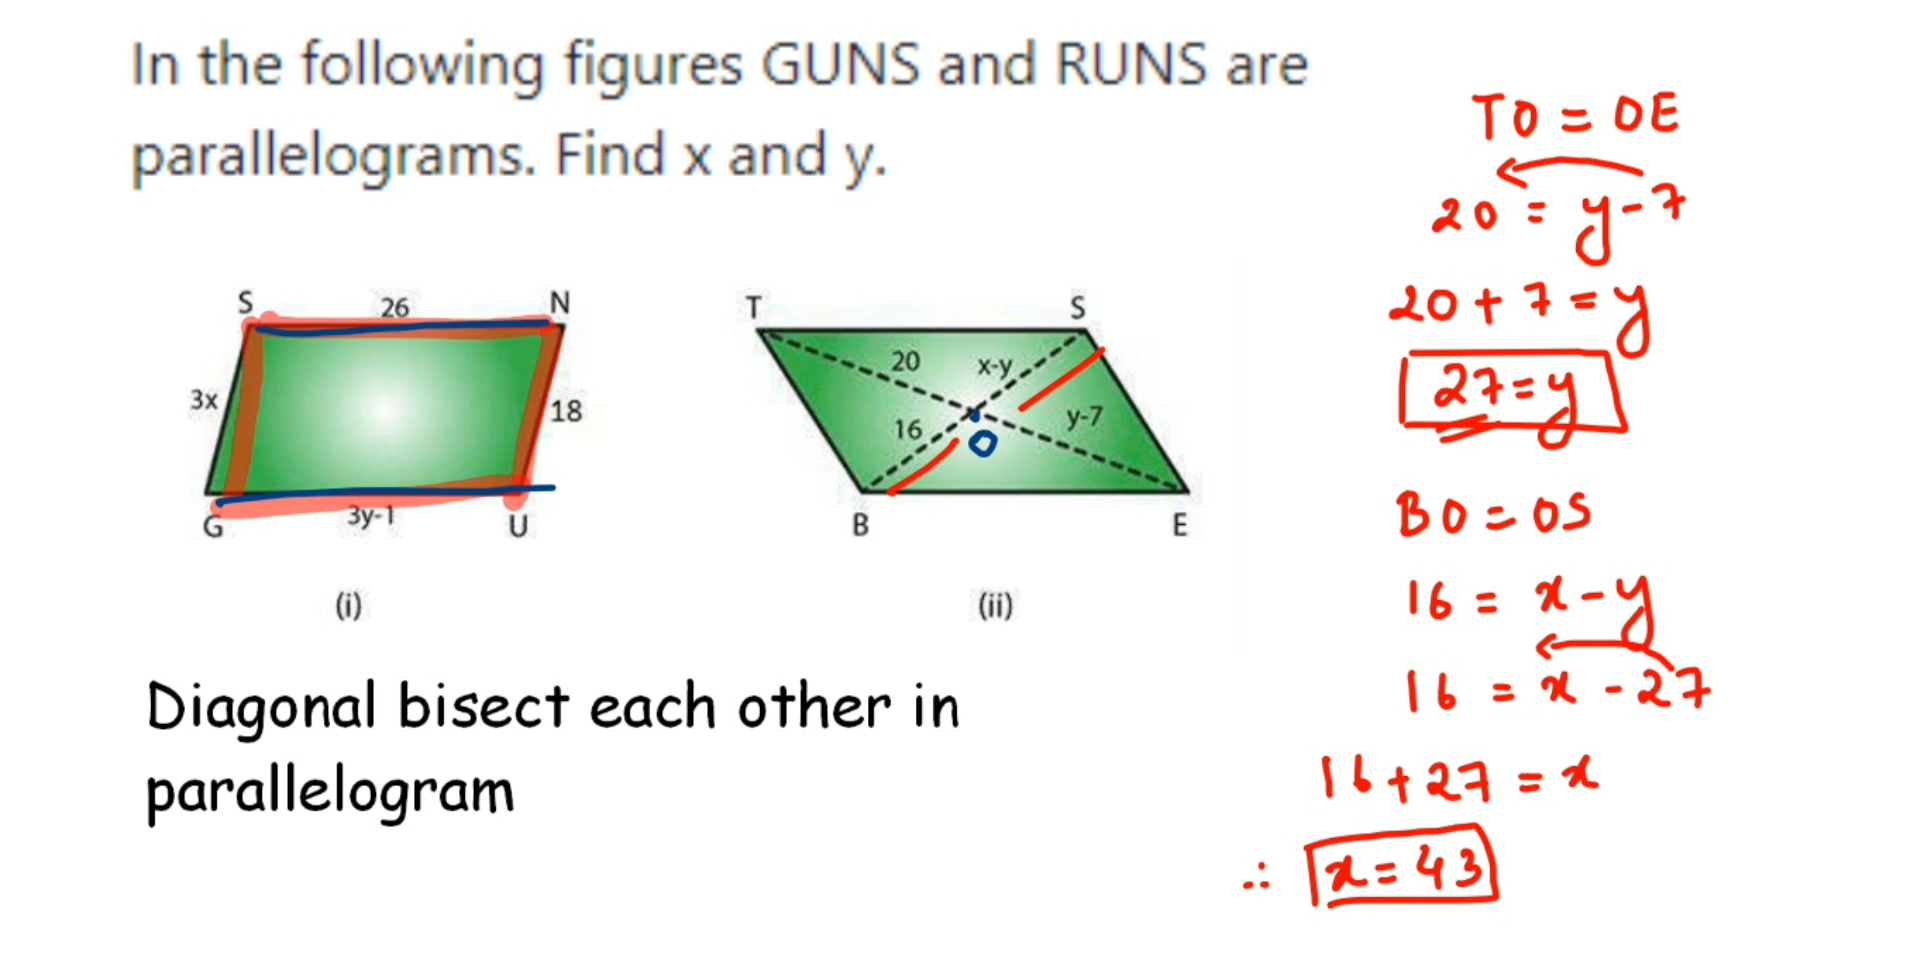 In the following figures GUNS and RUNS are
parallelograms. Find x and y.
S 26 N
3x 18
G 3y-1 U
(i)
T S
20 x-y
16 y-7
O
B E
(ii)
Diagonal bisect each other in
parallelogram
TO = OE
20 = y-7
20+7=y
27=y
BO=OS
16 = x-y
16 = x-27
16+27=x
∴ x=43